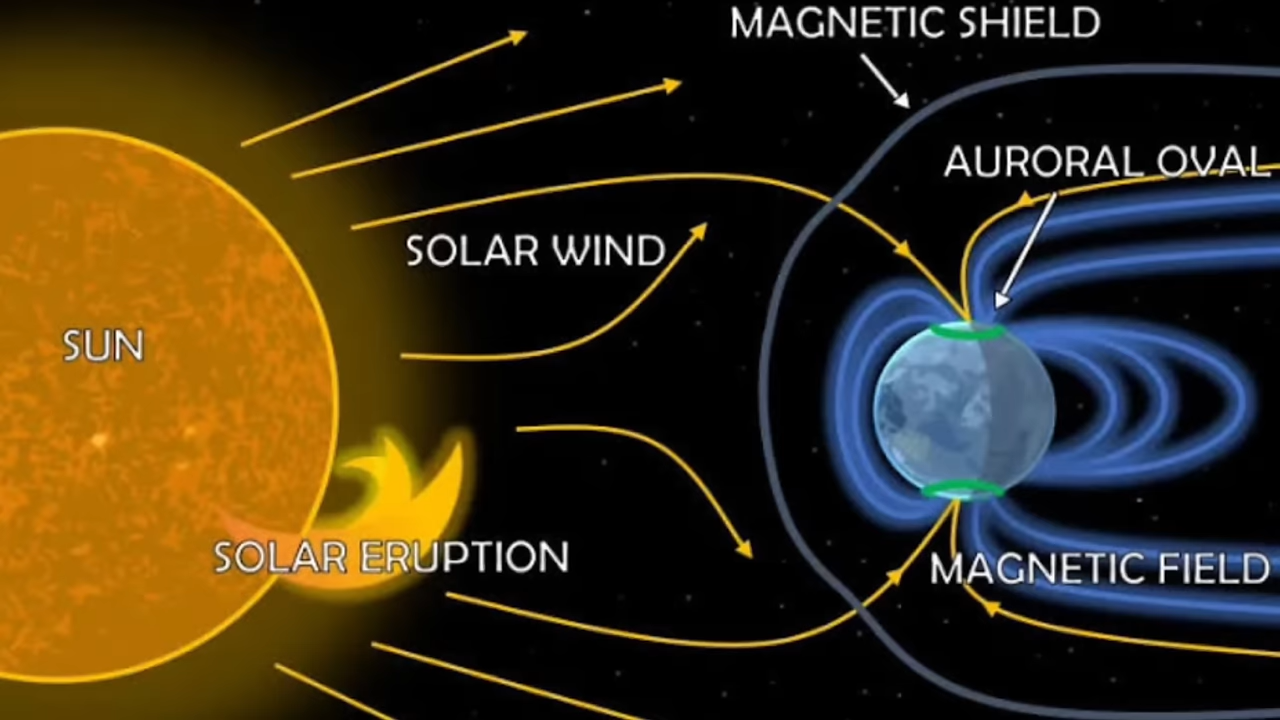 MAGNETIC SHIELD
AURORAL OVAL
SOLAR WIND
SUN
SOLAR ERUPTION
MAGNETIC FIELD